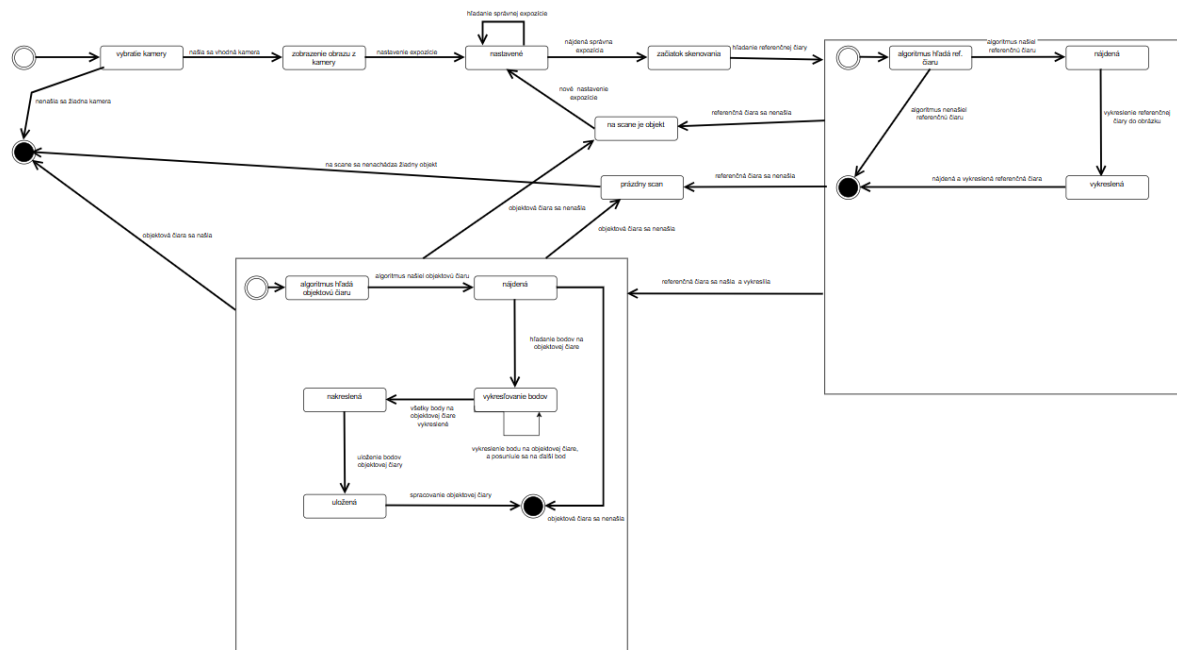 hľadanie správnej expozície
vybratie kamery
našla sa vhodná kamera
zobrazenie obrazu z
kamery
nastavenie expozície
nastavené
nájdená správna
expozícia
začiatok skenovania
hľadanie referenčnej čiary
algoritmus hľadá ref.
čiaru
algoritmus našiel
referenčnú čiaru
nájdená
nenašla sa žiadna kamera
nové nastavenie
expozície
na scane je objekt
referenčná čiara sa nenašla
algoritmus nenašiel
referenčnú čiaru
vykreslenie referenčnej
čiary do obrázku
na scane sa nenachádza žiadny objekt
prázdny scan
referenčná čiara sa nenašla
nájdená a vykreslená referenčná čiara
vykreslená
objektová čiara sa nenašla
objektová čiara sa našla
objektová čiara sa nenašla
algoritmus hľadá
objektovú čiaru
algoritmus našiel objektovú čiaru
nájdená
referenčná čiara sa našla a vykreslila
hľadanie bodov na
objektovej čiare
nakreslená
všetky body na
objektovej čiare
vykreslené
vykresľovanie bodov
vykreslenie bodu na objektovej čiare,
a posunutie sa na ďalší bod
uloženie bodov
objektovej čiary
uložená
spracovanie objektovej čiary
objektová čiara sa nenašla